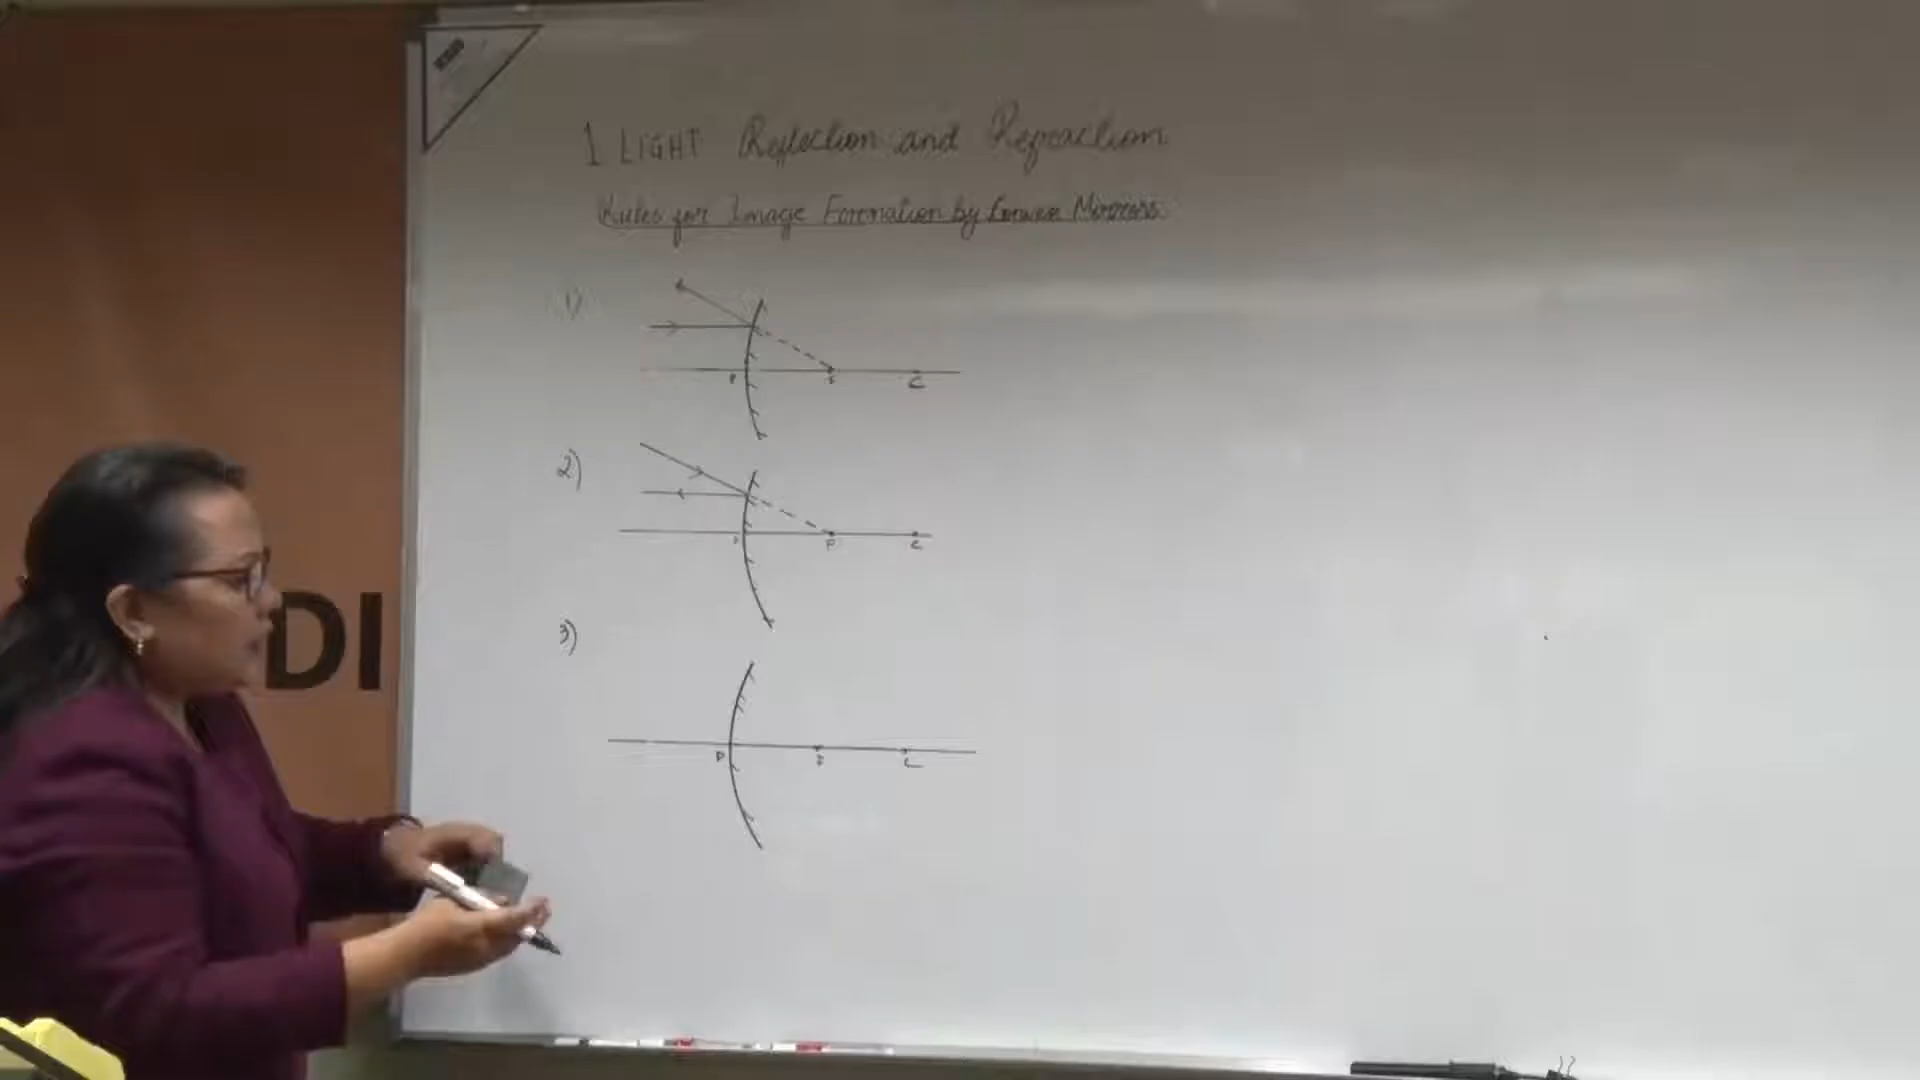 1 LIGHT Reflection and Refraction
Rules for Image Formation by Convex Mirrors
1)
P F C
2)
P F C
3)
P F C
DI